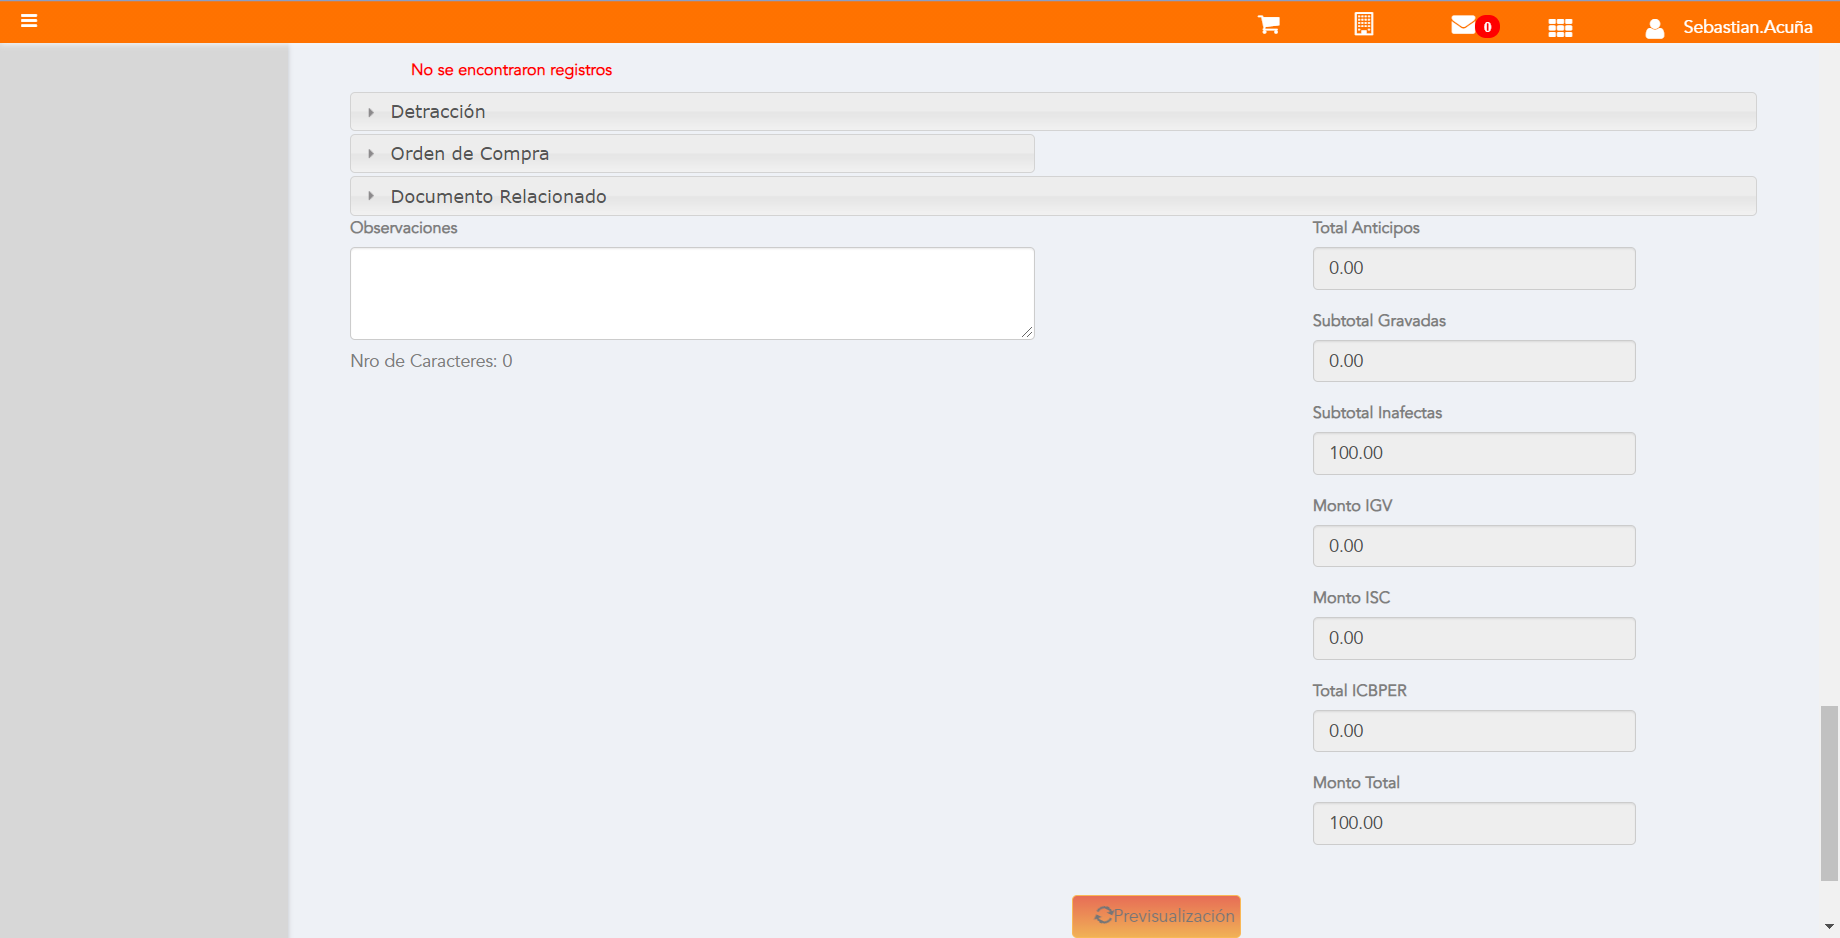 0
Sebastian.Acuña
No se encontraron registros
Detracción
Orden de Compra
Documento Relacionado
Observaciones
Nro de Caracteres: 0
Total Anticipos
0.00
Subtotal Gravadas
0.00
Subtotal Inafectas
100.00
Monto IGV
0.00
Monto ISC
0.00
Total ICBPER
0.00
Monto Total
100.00
Previsualización